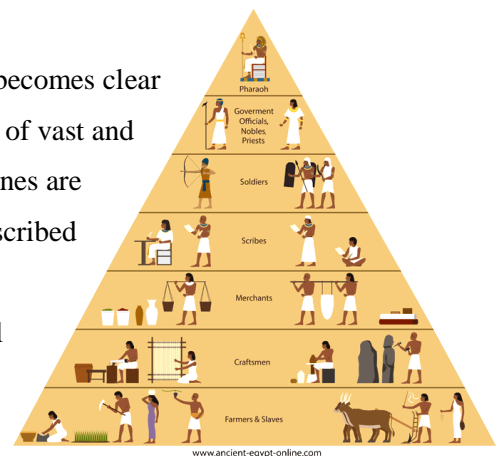 becomes clear
of vast and
nes are
scribed
l
Pharaoh
Goverment
Officials,
Nobles,
Priests
Soldiers
Scribes
Merchants
Craftsmen
Farmers & Slaves
www.ancient-egypt-online.com